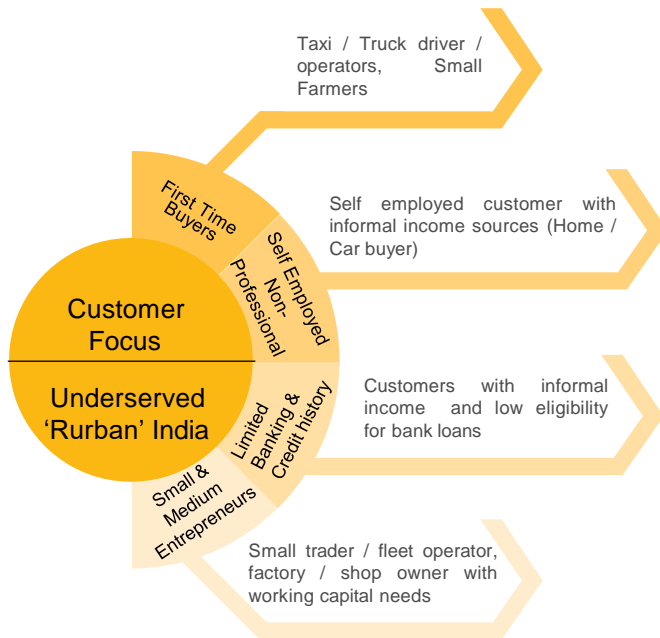 Taxi / Truck driver /
operators, Small
Farmers
First Time
Buyers
Self employed customer with
informal income sources (Home /
Car buyer)
Self Employed
Non-
Professional
Customer
Focus
Underserved
‘Rurban’ India
Customers with informal
income and low eligibility
for bank loans
Limited
Banking &
Credit history
Small &
Medium
Entrepreneurs
Small trader / fleet operator,
factory / shop owner with
working capital needs